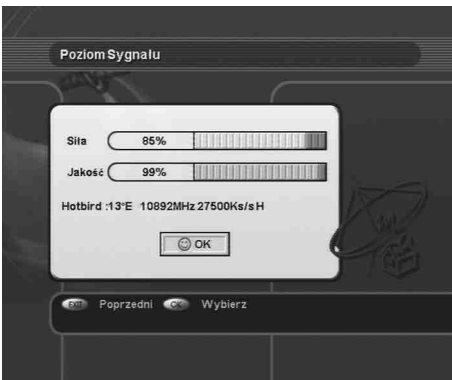 Poziom Sygnału
Siła 85%
Jakość 99%
Hotbird :13°E 10892MHz 27500Ks/s H
OK
EXIT Poprzedni OK Wybierz